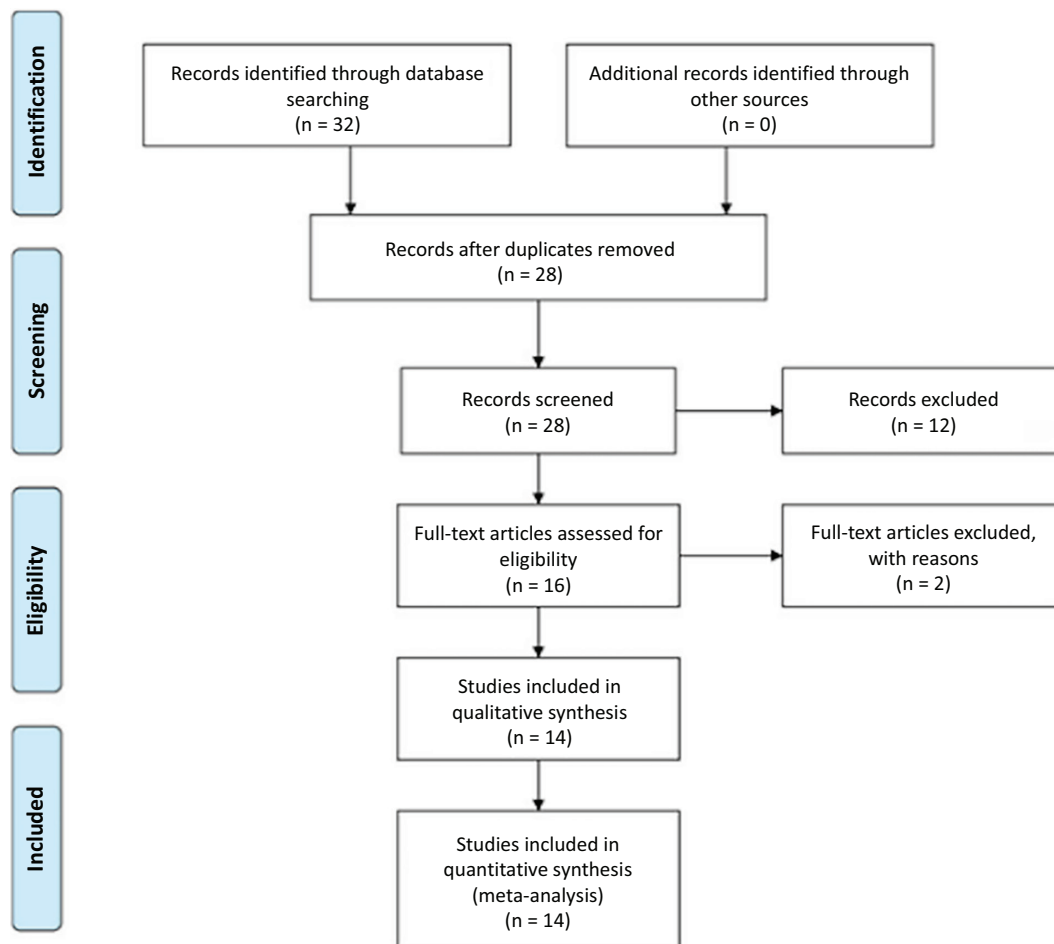 Identification
Records identified through database
searching
(n = 32)
Additional records identified through
other sources
(n = 0)
Records after duplicates removed
(n = 28)
Screening
Records screened
(n = 28)
Records excluded
(n = 12)
Eligibility
Full-text articles assessed for
eligibility
(n = 16)
Full-text articles excluded,
with reasons
(n = 2)
Studies included in
qualitative synthesis
(n = 14)
Included
Studies included in
quantitative synthesis
(meta-analysis)
(n = 14)